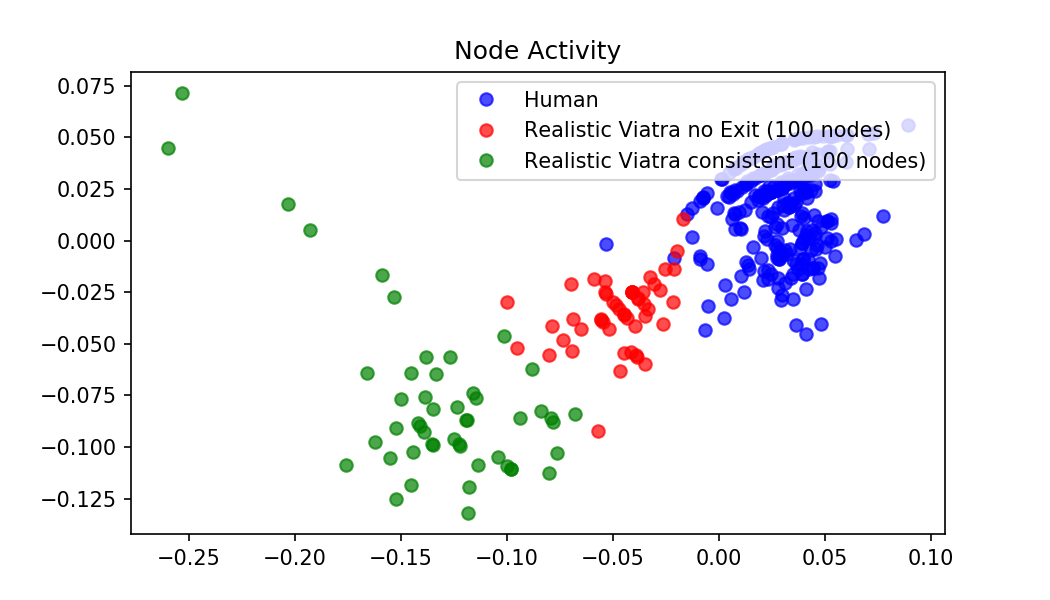 Node Activity
Human
Realistic Viatra no Exit (100 nodes)
Realistic Viatra consistent (100 nodes)
0.075
0.050
0.025
0.000
−0.025
−0.050
−0.075
−0.100
−0.125
−0.25 −0.20 −0.15 −0.10 −0.05 0.00 0.05 0.10